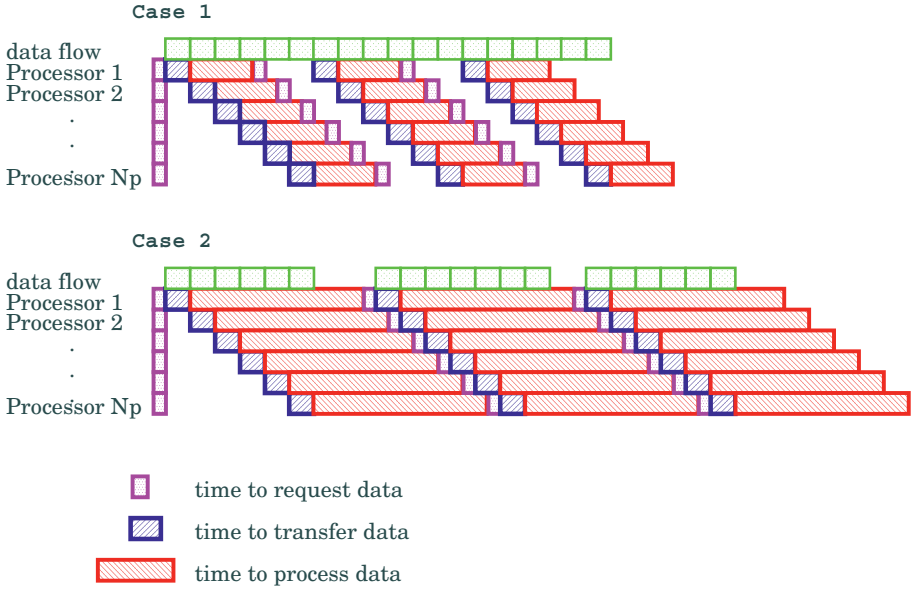 Case 1
data flow
Processor 1
Processor 2
.
.
.
Processor Np
Case 2
data flow
Processor 1
Processor 2
.
.
.
Processor Np
time to request data
time to transfer data
time to process data